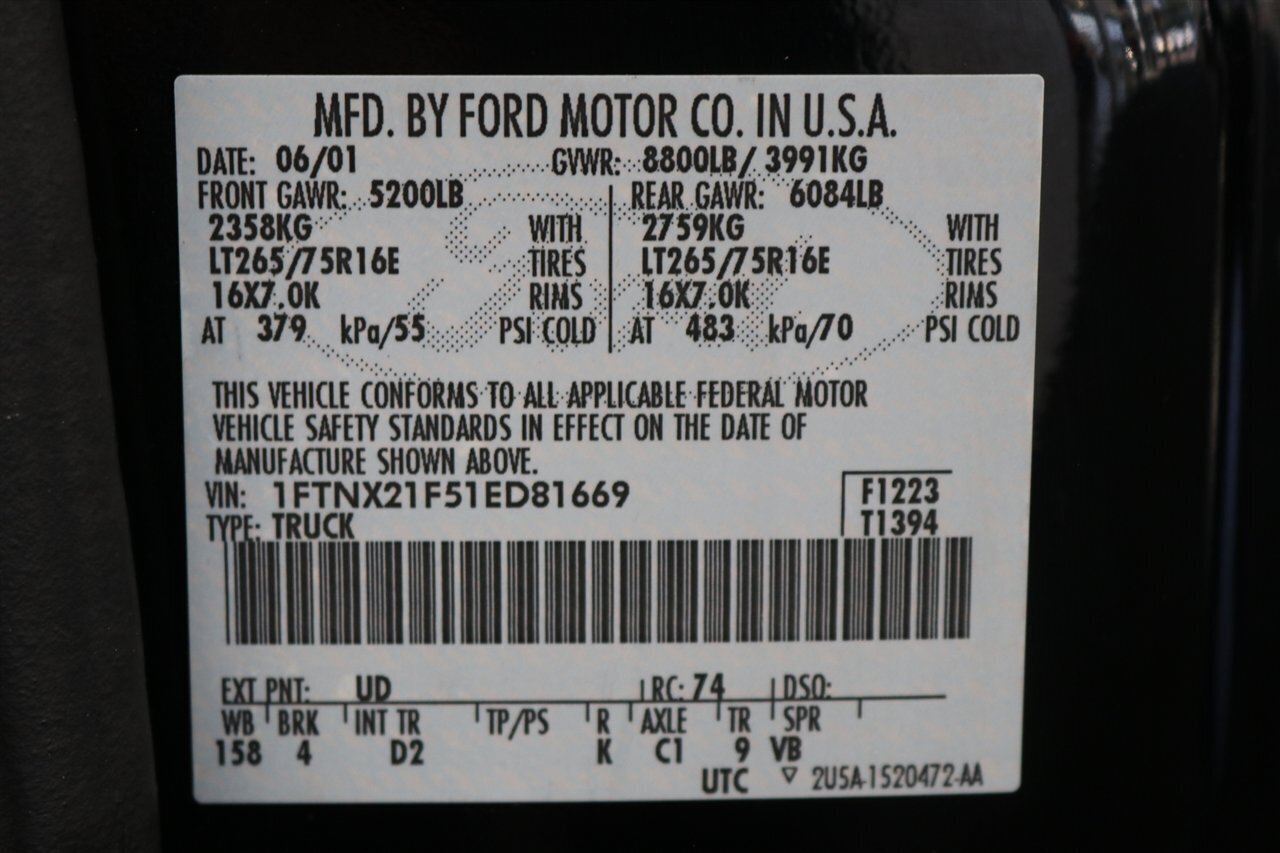 MFD. BY FORD MOTOR CO. IN U.S.A.
DATE: 06/01 GVWR: 8800LB/ 3991KG
FRONT GAWR: 5200LB REAR GAWR: 6084LB
2358KG WITH 2759KG WITH
LT265/75R16E TIRES LT265/75R16E TIRES
16X7.0K RIMS 16X7.0K RIMS
AT 379 kPa/55 PSI COLD AT 483 kPa/70 PSI COLD
THIS VEHICLE CONFORMS TO ALL APPLICABLE FEDERAL MOTOR
VEHICLE SAFETY STANDARDS IN EFFECT ON THE DATE OF
MANUFACTURE SHOWN ABOVE.
VIN: 1FTNX21F51ED81669 F1223
TYPE: TRUCK T1394
EXT PNT: UD RC: 74 DSO:
WB BRK INT TR TP/PS R AXLE TR SPR
158 4 D2 K C1 9 VB
UTC ▽ 2U5A-1520472-AA